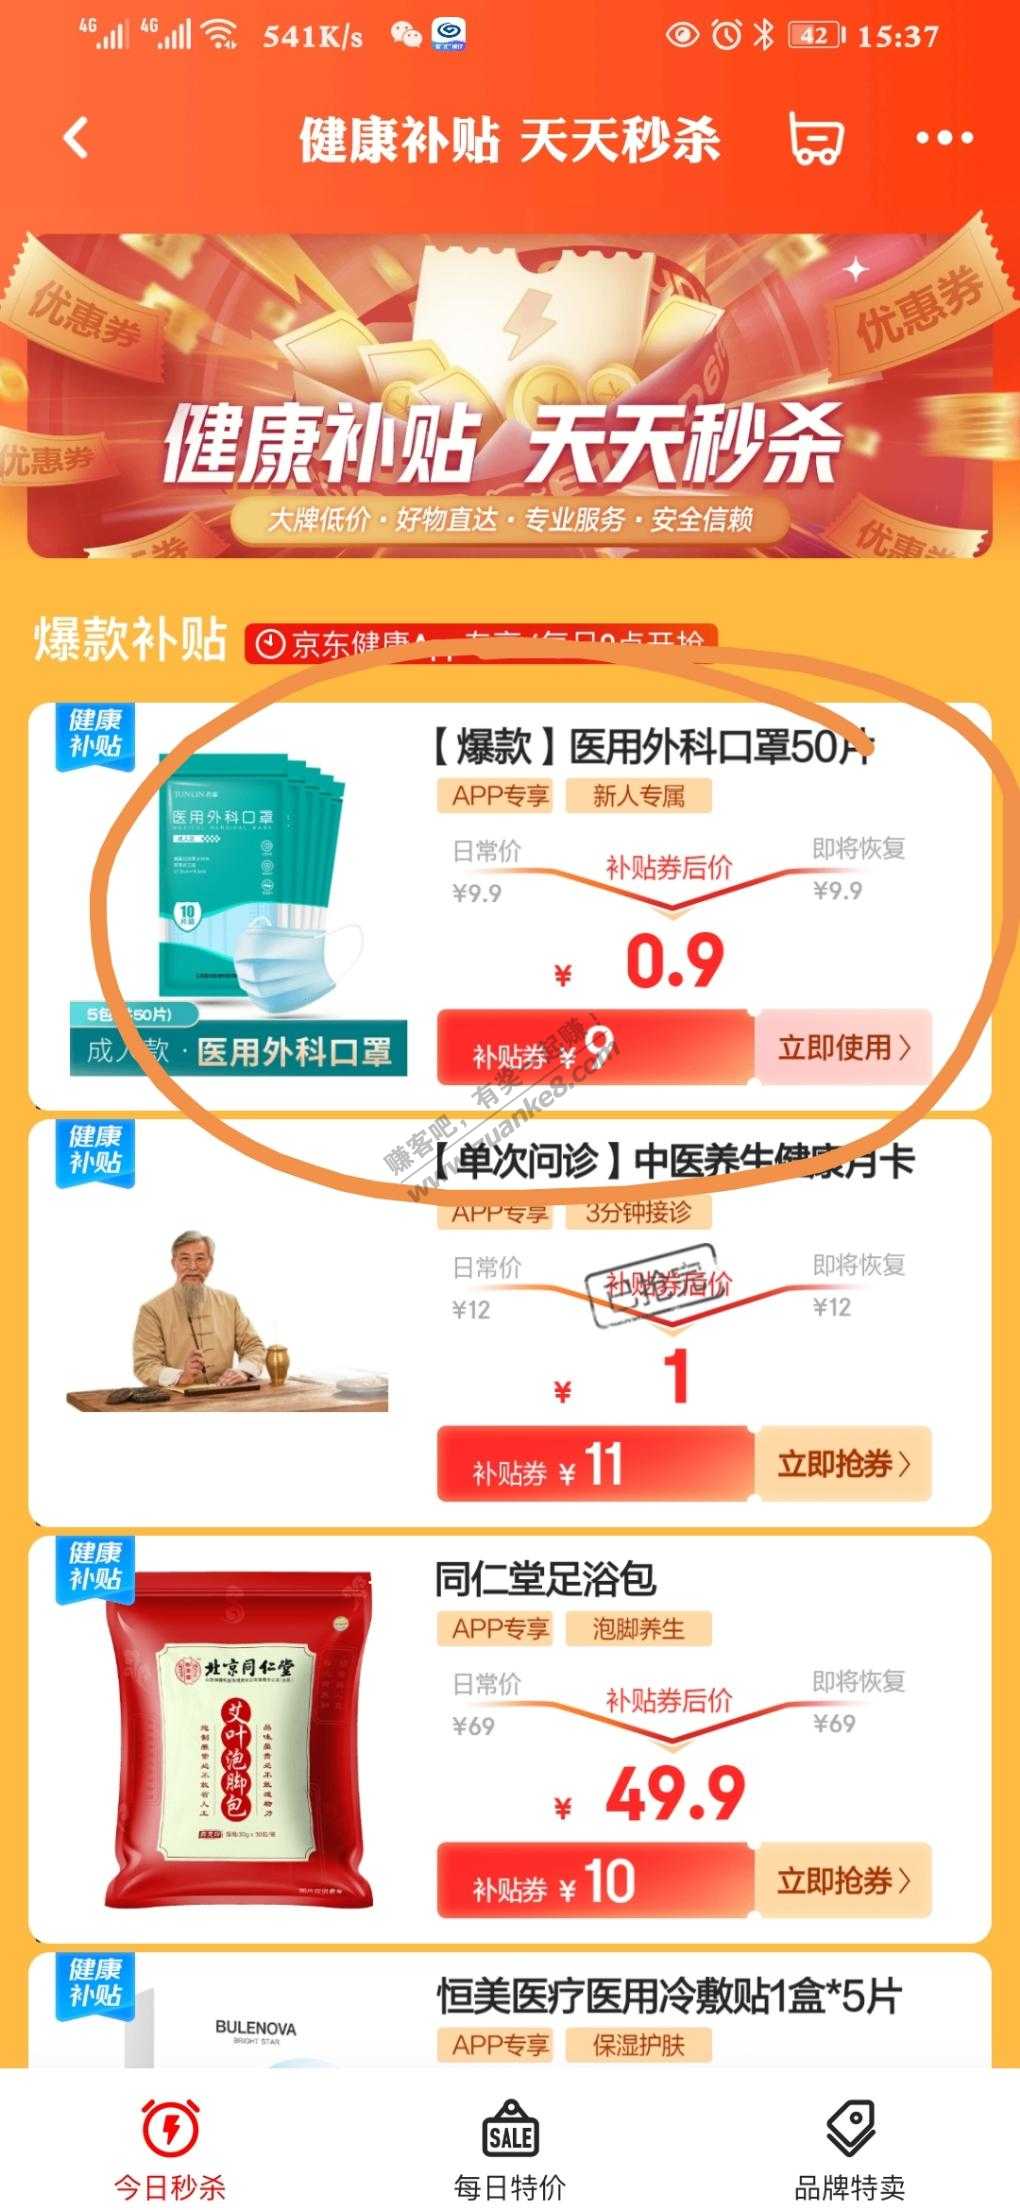 4G 4G 541K/s 42 15:37
健康补贴 天天秒杀
优惠券
优惠券
优惠券
健康补贴 天天秒杀
大牌低价·好物直达·专业服务·安全信赖
优惠券
爆款补贴
京东健康App专享/每日9点开抢
健康
补贴
JUNLIN
医用外科口罩
10
5包(共50片)
成人款·医用外科口罩
【爆款】医用外科口罩50片
APP专享 新人专属
日常价 补贴券后价 即将恢复
¥9.9 ¥9.9
¥ 0.9
补贴券 ¥9 立即使用>
赚客吧，有奖一起赚！
www.zuanke8.com
健康
补贴
【单次问诊】中医养生健康月卡
APP专享 3分钟接诊
日常价 补贴券后价 即将恢复
已抢完
¥12 ¥12
¥ 1
补贴券 ¥11 立即抢券>
健康
补贴
北京同仁堂
艾叶泡脚包
同仁堂足浴包
APP专享 泡脚养生
日常价 补贴券后价 即将恢复
¥69 ¥69
¥ 49.9
补贴券 ¥10 立即抢券>
健康
补贴
BULENOVA
BRIGHT STAR
恒美医疗医用冷敷贴1盒*5片
APP专享 保湿护肤
今日秒杀
SALE
每日特价
品牌特卖